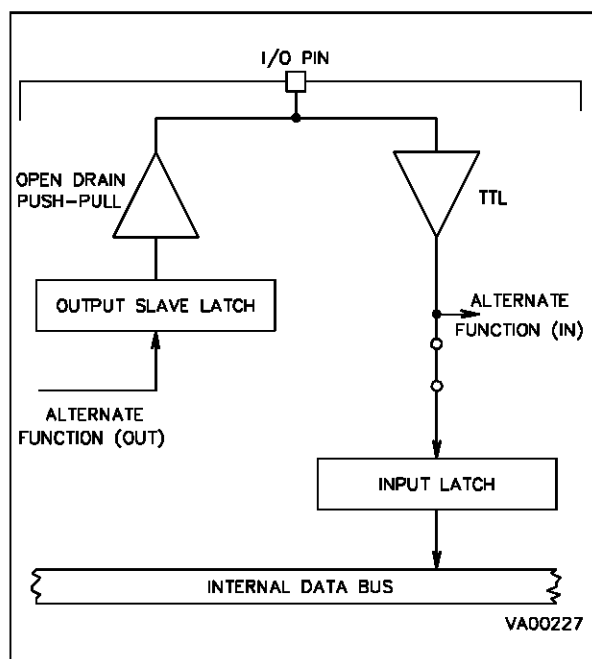 I/O PIN
OPEN DRAIN
PUSH-PULL
TTL
OUTPUT SLAVE LATCH
ALTERNATE
FUNCTION (IN)
ALTERNATE
FUNCTION (OUT)
INPUT LATCH
INTERNAL DATA BUS
VA00227